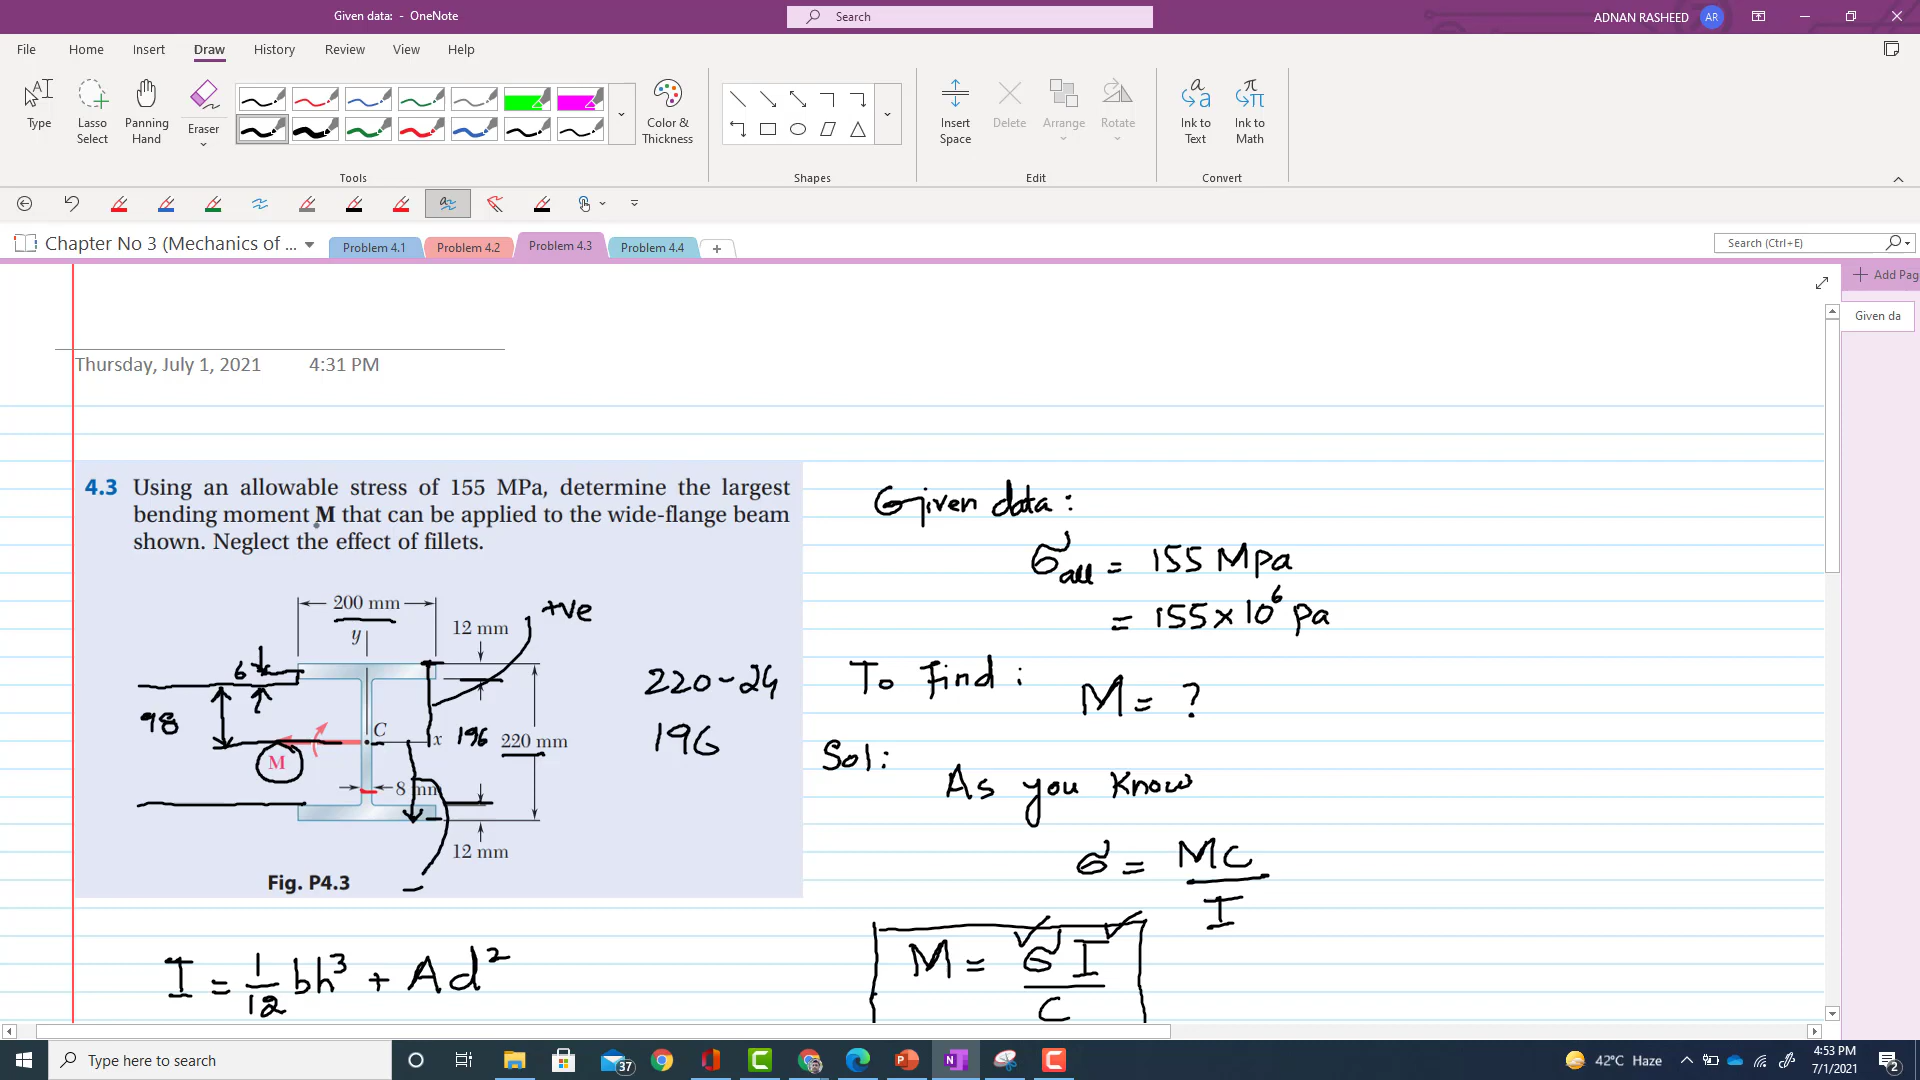 Given data: - OneNote
Search
ADNAN RASHEED
AR
File Home Insert Draw History Review View Help
Type
Lasso Select
Panning Hand
Eraser
Color & Thickness
Insert Space
Delete
Arrange
Rotate
Ink to Text
Ink to Math
Tools
Shapes
Edit
Convert
Chapter No 3 (Mechanics of ...
Problem 4.1
Problem 4.2
Problem 4.3
Problem 4.4
Search (Ctrl+E)
Add Pag
Given da
Thursday, July 1, 2021 4:31 PM
4.3 Using an allowable stress of 155 MPa, determine the largest
bending moment M that can be applied to the wide-flange beam
shown. Neglect the effect of fillets.
200 mm
+ve
12 mm
y
6
98
C
x
196
220 mm
M
8 mm
12 mm
Fig. P4.3
220-24
196
I = 1/12 bh³ + Ad²
Given data:
σall = 155 MPa
= 155 × 10⁶ Pa
To Find:
M = ?
Sol:
As you Know
σ = MC/I
M = σI/C
Type here to search
37
42°C Haze
4:53 PM
7/1/2021
2